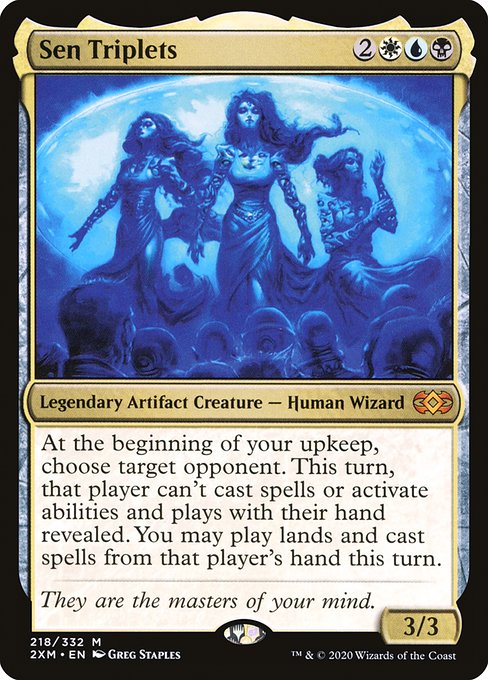 Sen Triplets 2
Legendary Artifact Creature — Human Wizard
At the beginning of your upkeep,
choose target opponent. This turn,
that player can't cast spells or activate
abilities and plays with their hand
revealed. You may play lands and cast
spells from that player's hand this turn.
They are the masters of your mind.
3/3
218/332 M
2XM • EN Greg Staples ™ & © 2020 Wizards of the Coast